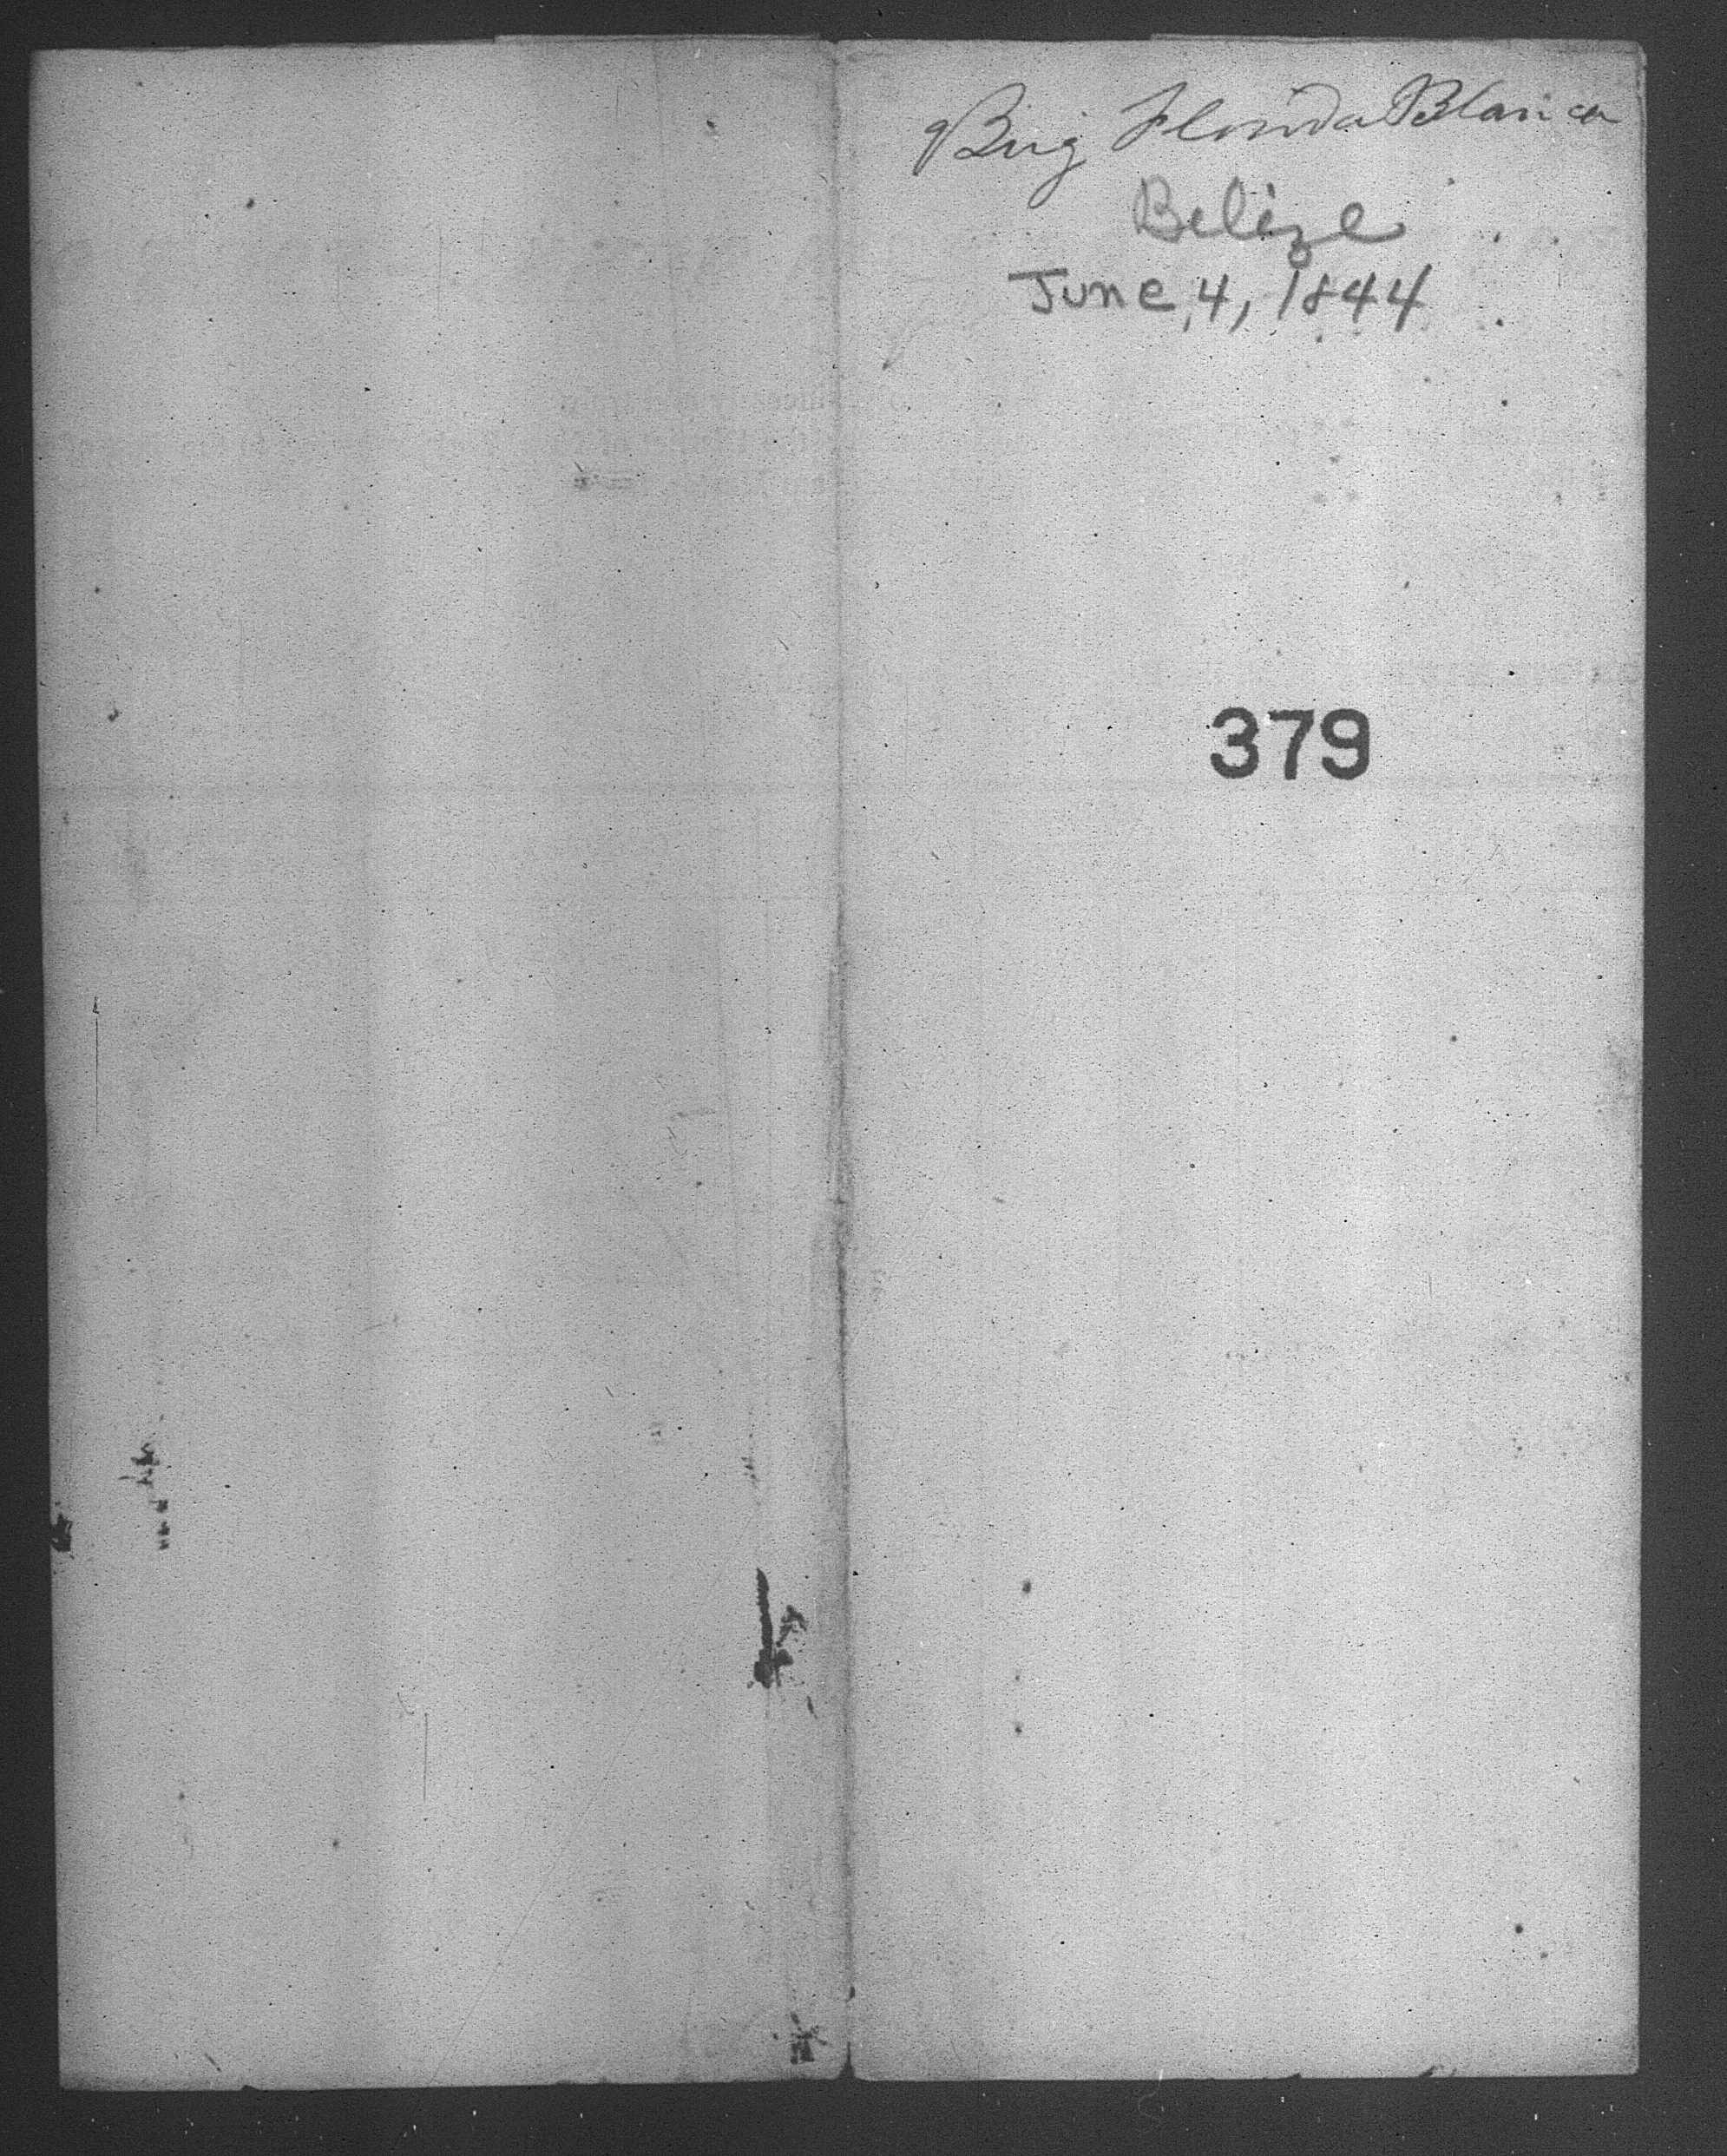 Brig Florida Blanca
Belize
June 4, 1844
379